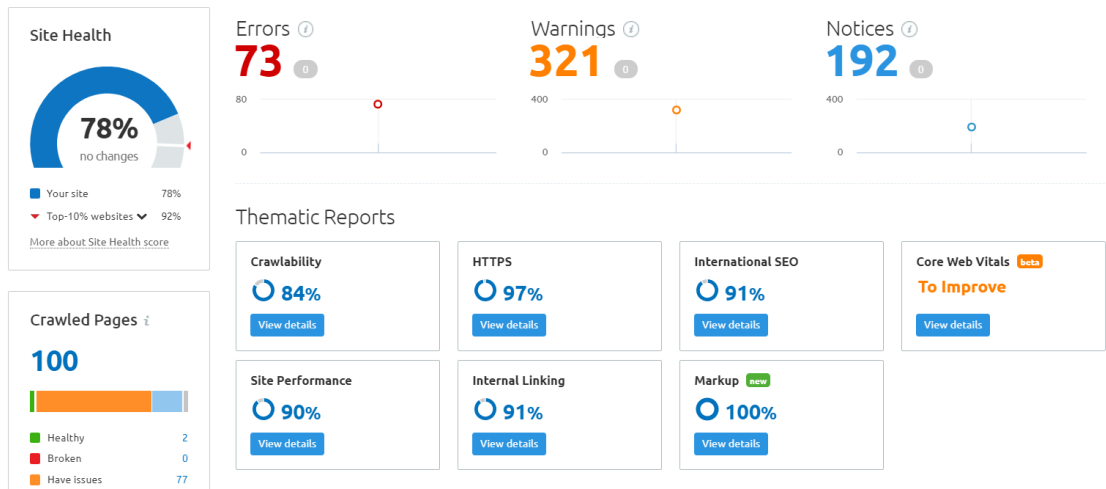 Site Health
78%
no changes
Your site 78%
Top-10% websites 92%
More about Site Health score
Crawled Pages i
100
Healthy 2
Broken 0
Have issues 77
Errors i
73 0
80
0
Warnings i
321 0
400
0
Notices i
192 0
400
0
Thematic Reports
Crawlability
84%
View details
HTTPS
97%
View details
International SEO
91%
View details
Core Web Vitals beta
To Improve
View details
Site Performance
90%
View details
Internal Linking
91%
View details
Markup new
100%
View details